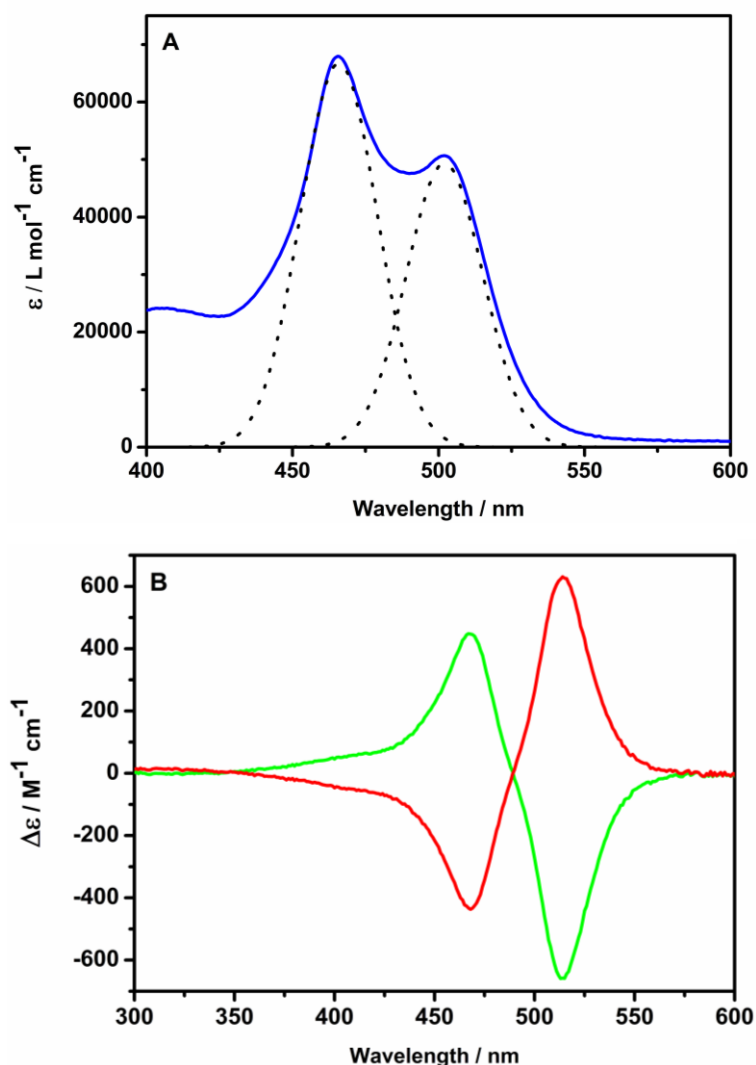 A
60000
40000
20000
0
ε / L mol⁻¹ cm⁻¹
400 450 500 550 600
Wavelength / nm
B
600
400
200
0
-200
-400
-600
Δε / M⁻¹ cm⁻¹
300 350 400 450 500 550 600
Wavelength / nm